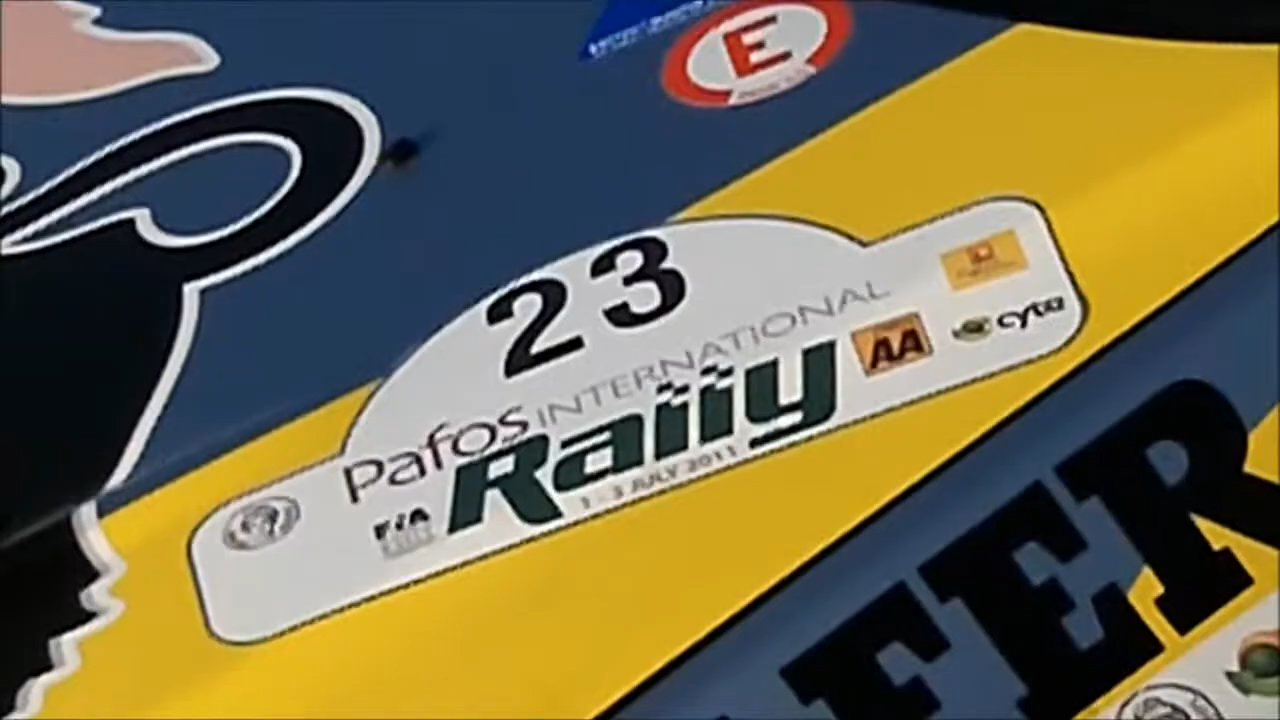 E
23
Pafos INTERNATIONAL
Rally
AA
cyta
FIA
1 - 3 JULY 2011
FER